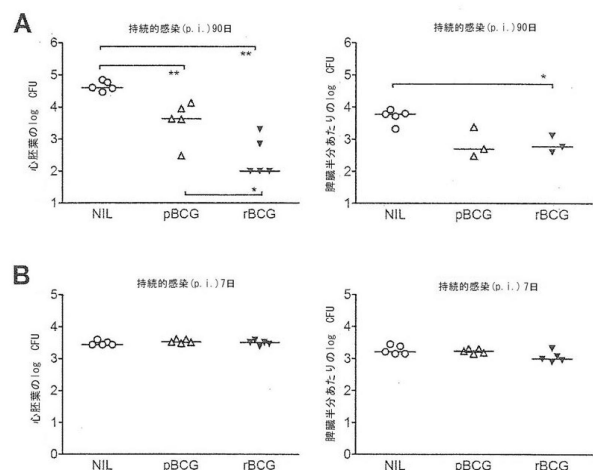 A
持続的感染(p. i.)90日
心胚葉のlog CFU
6
5
4
3
2
1
**
**
*
NIL pBCG rBCG
持続的感染(p. i.)90日
脾臓半分あたりのlog CFU
6
5
4
3
2
1
*
NIL pBCG rBCG
B
持続的感染(p. i.)7日
心胚葉のlog CFU
5
4
3
2
1
0
NIL pBCG rBCG
持続的感染(p. i.)7日
脾臓半分あたりのlog CFU
5
4
3
2
1
0
NIL pBCG rBCG